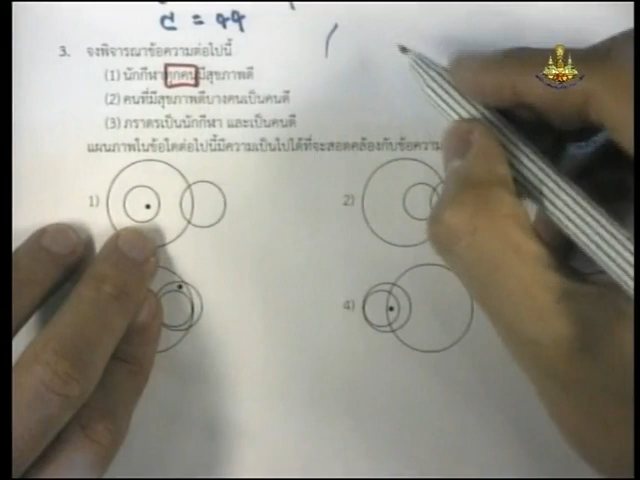 ๙ = ๑๑
3. จงพิจารณาข้อความต่อไปนี้
(1) นักกีฬาทุกคนมีสุขภาพดี
(2) คนที่มีสุขภาพดีบางคนเป็นคนดี
(3) ภราดรเป็นนักกีฬา และเป็นคนดี
แผนภาพในข้อใดต่อไปนี้มีความเป็นไปได้ที่จะสอดคล้องกับข้อความ
1)
2)
4)